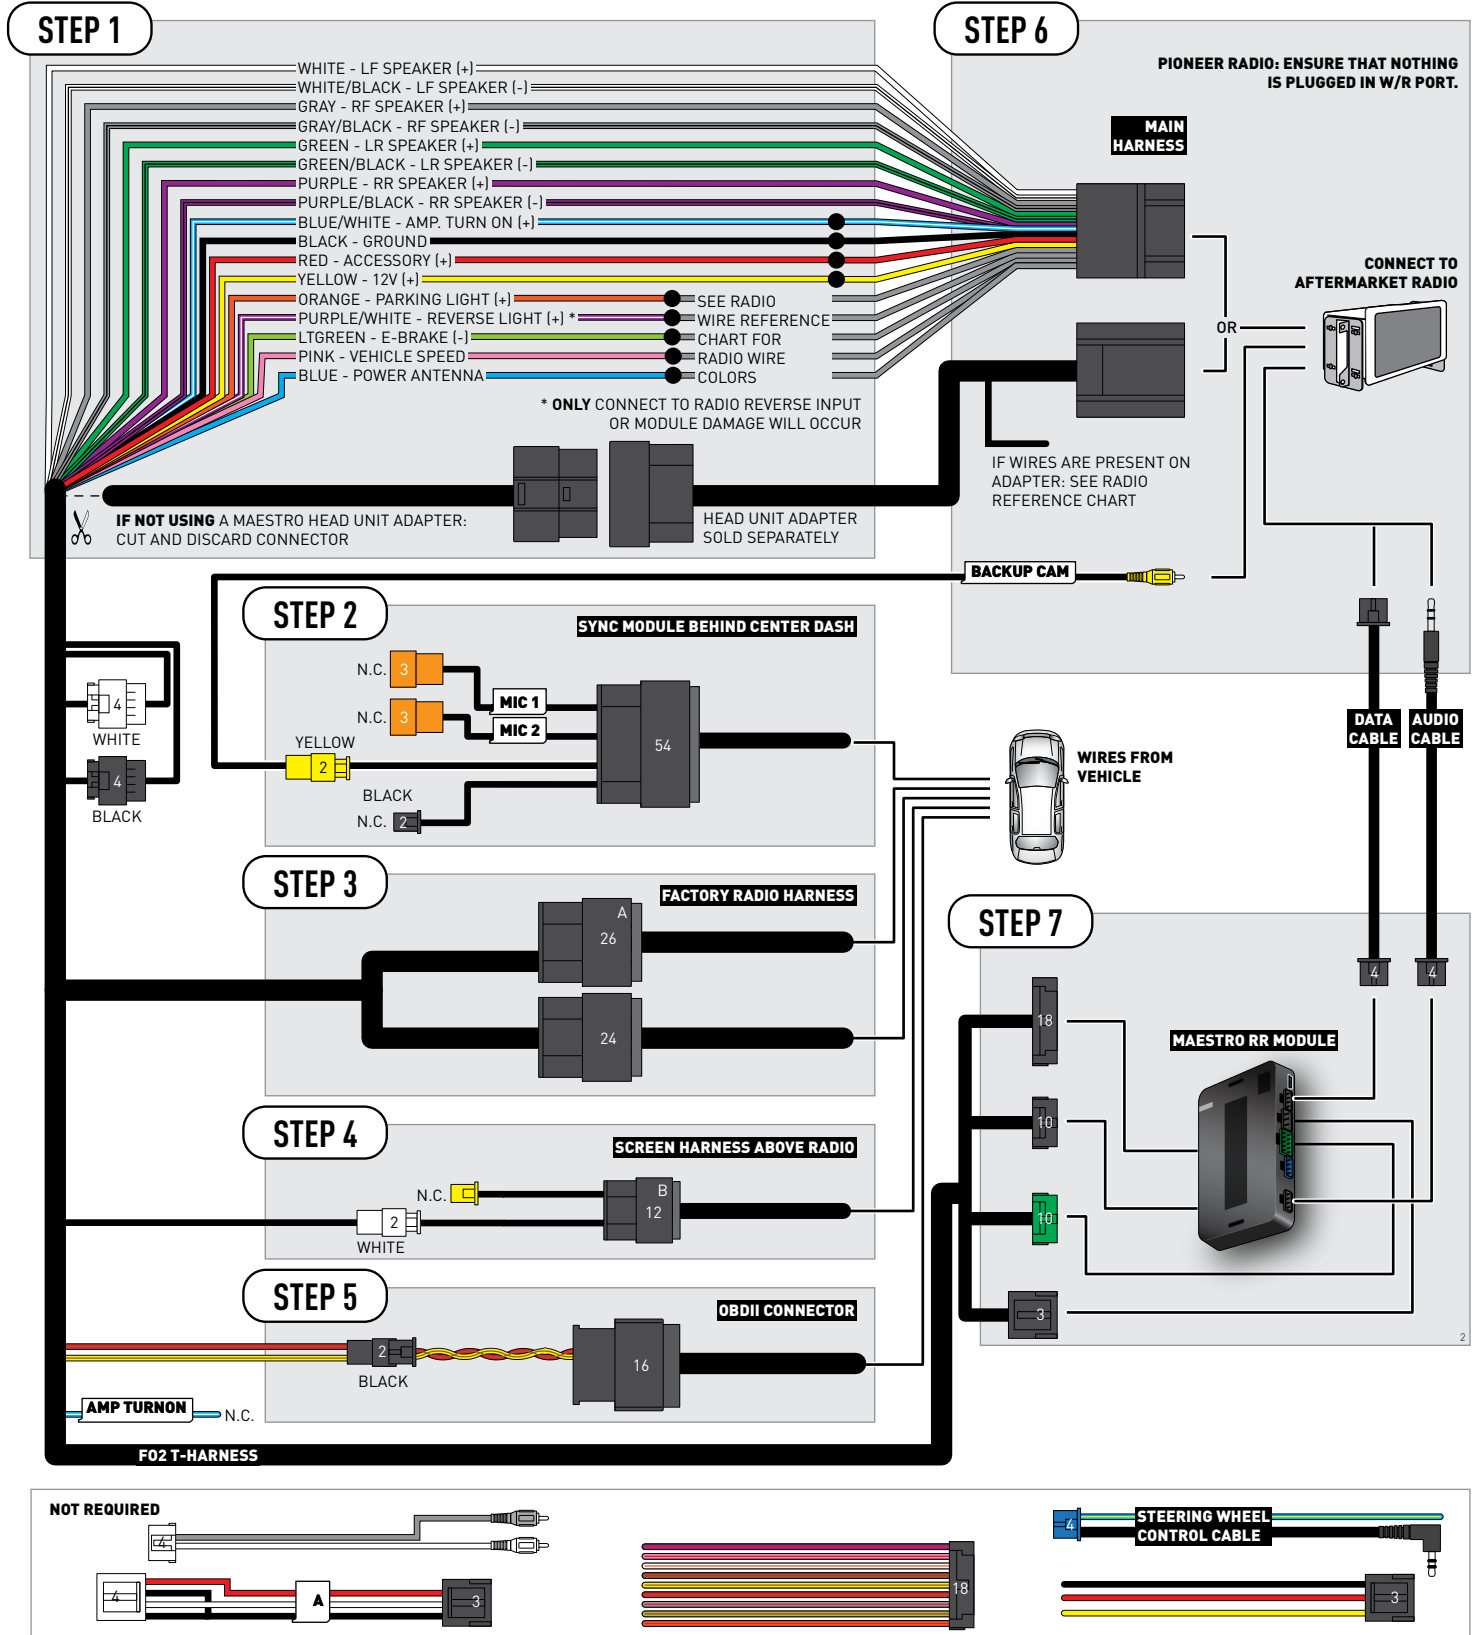 STEP 1
WHITE - LF SPEAKER (+)
WHITE/BLACK - LF SPEAKER (-)
GRAY - RF SPEAKER (+)
GRAY/BLACK - RF SPEAKER (-)
GREEN - LR SPEAKER (+)
GREEN/BLACK - LR SPEAKER (-)
PURPLE - RR SPEAKER (+)
PURPLE/BLACK - RR SPEAKER (-)
BLUE/WHITE - AMP. TURN ON (+)
BLACK - GROUND
RED - ACCESSORY (+)
YELLOW - 12V (+)
ORANGE - PARKING LIGHT (+)
PURPLE/WHITE - REVERSE LIGHT (+) *
LTGREEN - E-BRAKE (-)
PINK - VEHICLE SPEED
BLUE - POWER ANTENNA
SEE RADIO
WIRE REFERENCE
CHART FOR
RADIO WIRE
COLORS
* ONLY CONNECT TO RADIO REVERSE INPUT
OR MODULE DAMAGE WILL OCCUR
IF NOT USING A MAESTRO HEAD UNIT ADAPTER:
CUT AND DISCARD CONNECTOR
HEAD UNIT ADAPTER
SOLD SEPARATELY
STEP 6
PIONEER RADIO: ENSURE THAT NOTHING
IS PLUGGED IN W/R PORT.
MAIN
HARNESS
CONNECT TO
AFTERMARKET RADIO
OR
IF WIRES ARE PRESENT ON
ADAPTER: SEE RADIO
REFERENCE CHART
BACKUP CAM
DATA
CABLE
AUDIO
CABLE
4
WHITE
4
BLACK
STEP 2
SYNC MODULE BEHIND CENTER DASH
N.C.
3
MIC 1
N.C.
3
MIC 2
YELLOW
2
54
BLACK
N.C.
2
WIRES FROM
VEHICLE
STEP 3
FACTORY RADIO HARNESS
A
26
24
STEP 4
SCREEN HARNESS ABOVE RADIO
N.C.
B
12
2
WHITE
STEP 5
OBDII CONNECTOR
2
BLACK
16
AMP TURNON
N.C.
F02 T-HARNESS
STEP 7
4
4
18
MAESTRO RR MODULE
10
10
3
2
NOT REQUIRED
4
4
A
3
18
4
STEERING WHEEL
CONTROL CABLE
3